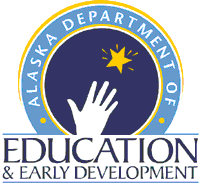 ALASKA DEPARTMENT OF
EDUCATION
& EARLY DEVELOPMENT